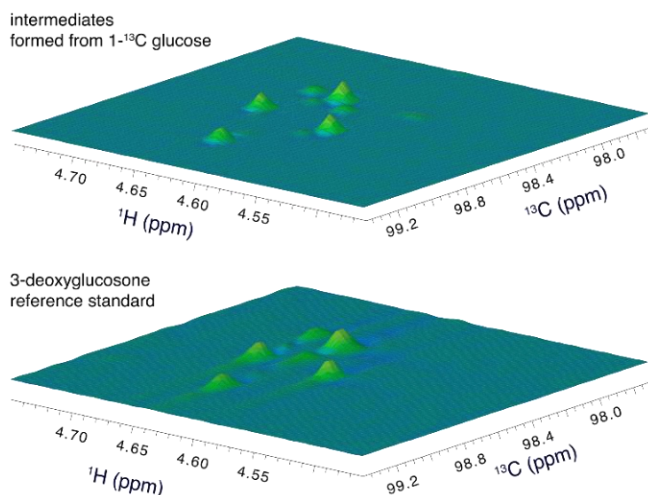 intermediates
formed from 1-¹³C glucose
4.70
4.65
4.60
4.55
¹H (ppm)
99.2
98.8
98.4
98.0
¹³C (ppm)
3-deoxyglucosone
reference standard
4.70
4.65
4.60
4.55
¹H (ppm)
99.2
98.8
98.4
98.0
¹³C (ppm)